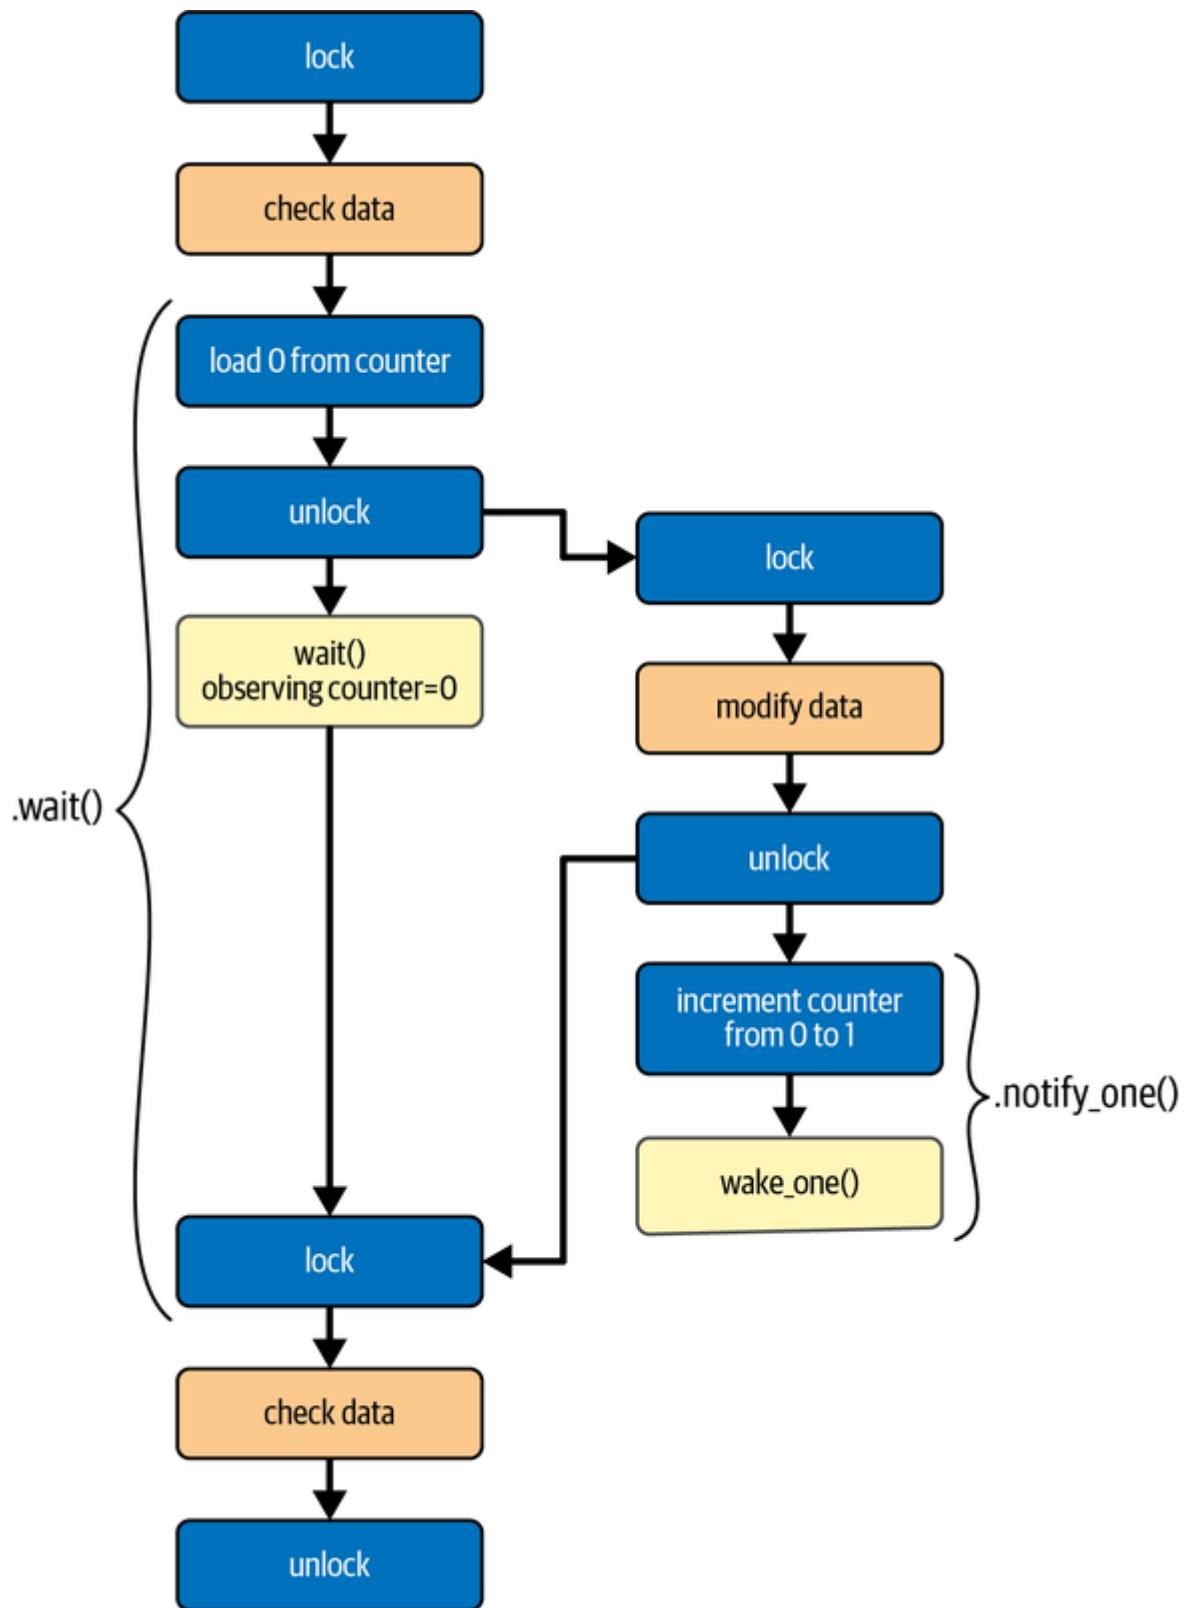 lock
check data
load 0 from counter
unlock
wait()
observing counter=0
.wait()
lock
check data
unlock
lock
modify data
unlock
increment counter
from 0 to 1
wake_one()
.notify_one()